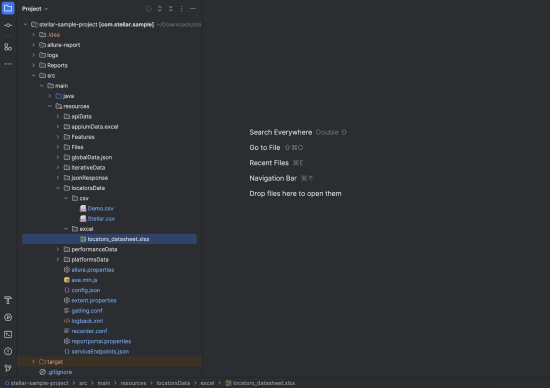 Project
stellar-sample-project [com.stellar.sample] ~/Downloads/ste
.idea
allure-report
logs
Reports
src
main
java
resources
apiData
appiumData.excel
Features
Files
globalData.json
iterativeData
jsonResponse
locatorsData
csv
Demo.csv
Stellar.csv
excel
locators_datasheet.xlsx
performanceData
platformsData
allure.properties
axe.min.js
config.json
extent.properties
gatling.conf
logback.xml
recorder.conf
reportportal.properties
serviceEndpoints.json
target
.gitignore
Search Everywhere Double ⇧
Go to File ⇧⌘O
Recent Files ⌘E
Navigation Bar ⌘↑
Drop files here to open them
stellar-sample-project > src > main > resources > locatorsData > excel > locators_datasheet.xlsx